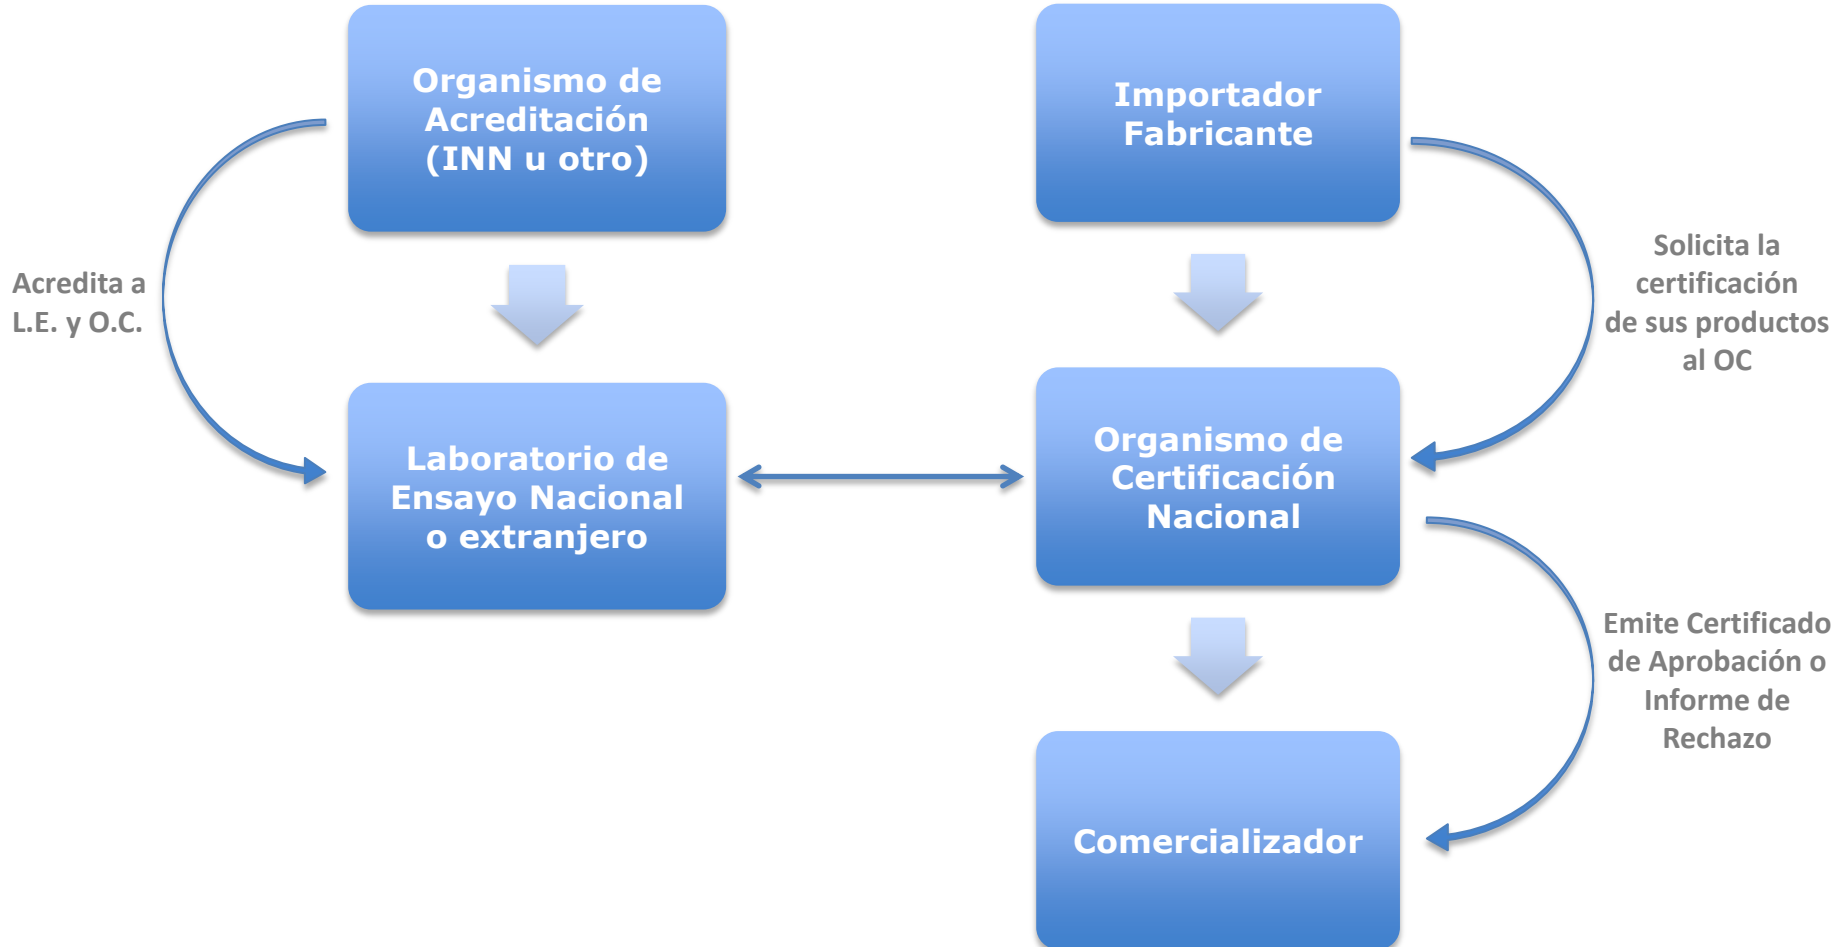 Organismo de
Acreditación
(INN u otro)
Importador
Fabricante
Acredita a
L.E. y O.C.
Solicita la
certificación
de sus productos
al OC
Laboratorio de
Ensayo Nacional
o extranjero
Organismo de
Certificación
Nacional
Emite Certificado
de Aprobación o
Informe de
Rechazo
Comercializador